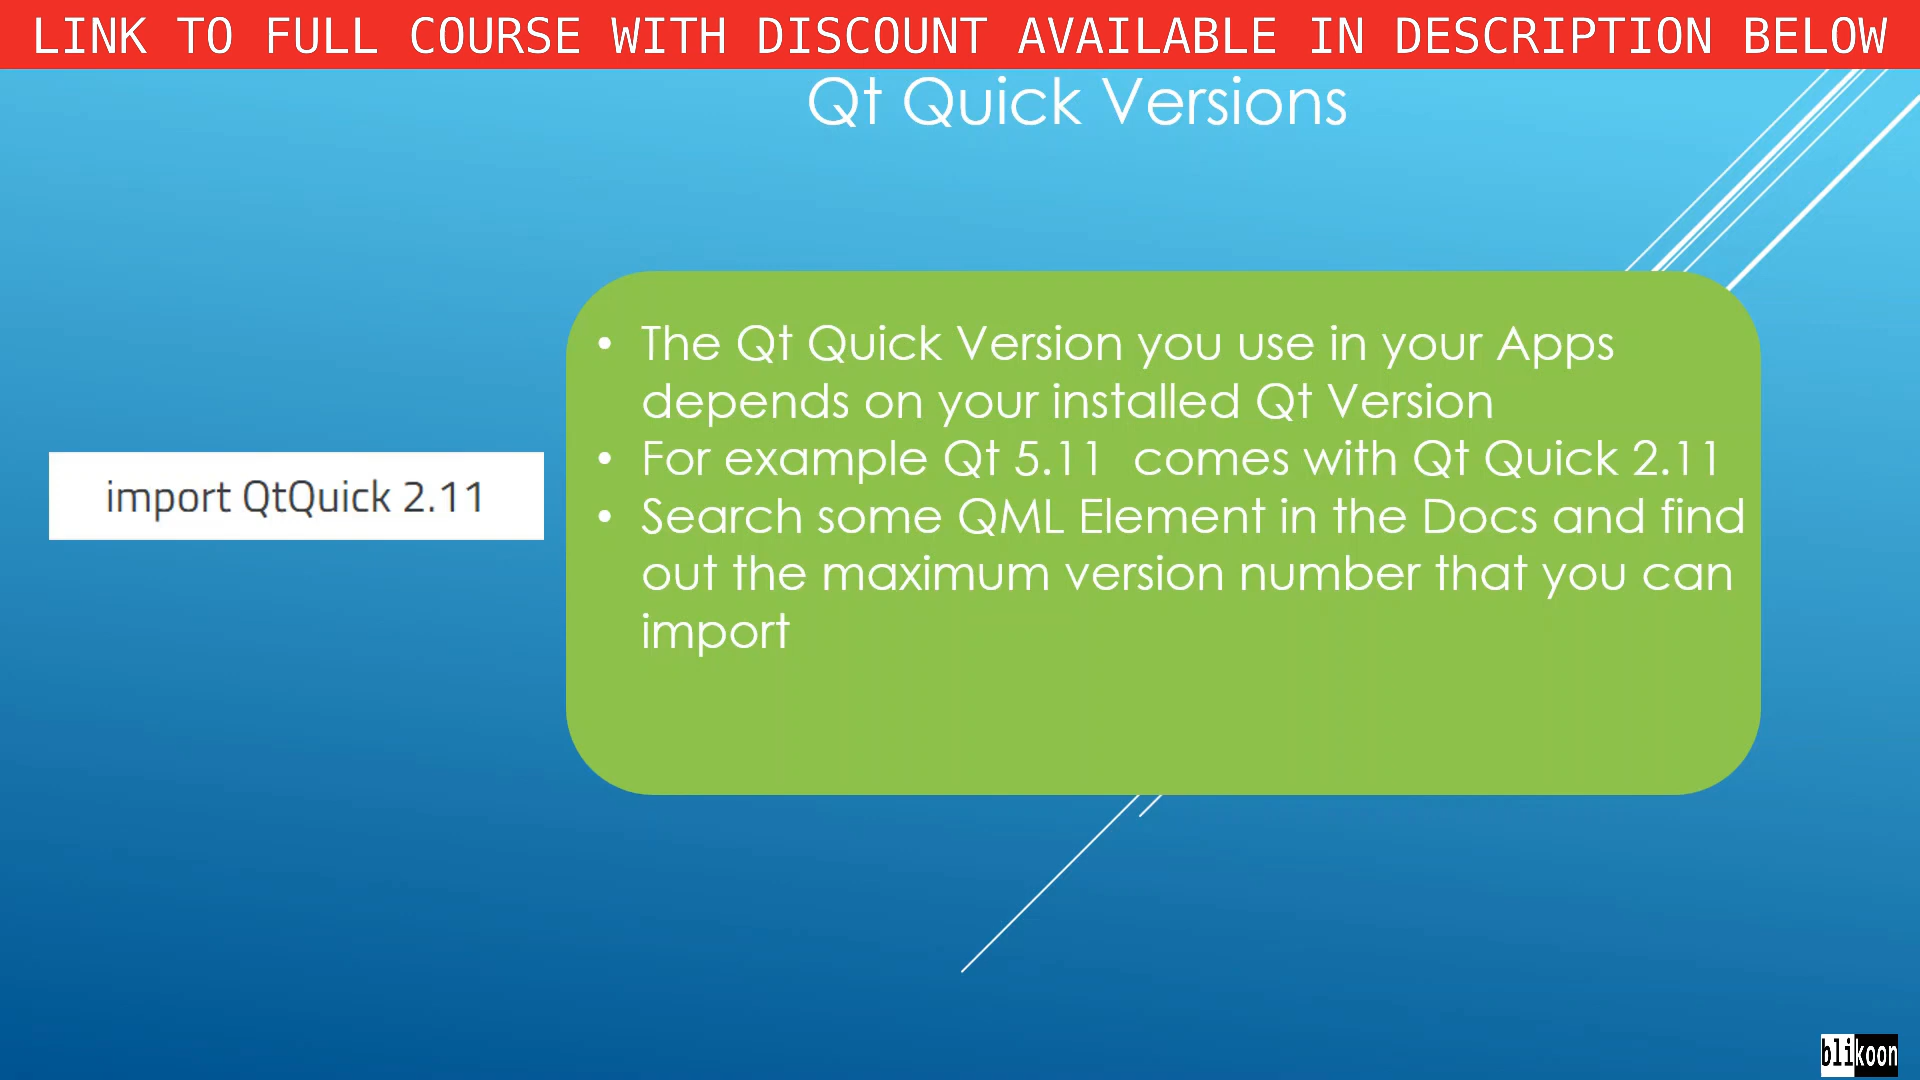 LINK TO FULL COURSE WITH DISCOUNT AVAILABLE IN DESCRIPTION BELOW
Qt Quick Versions
import QtQuick 2.11
• The Qt Quick Version you use in your Apps
depends on your installed Qt Version
• For example Qt 5.11  comes with Qt Quick 2.11
• Search some QML Element in the Docs and find
out the maximum version number that you can
import
blikoon